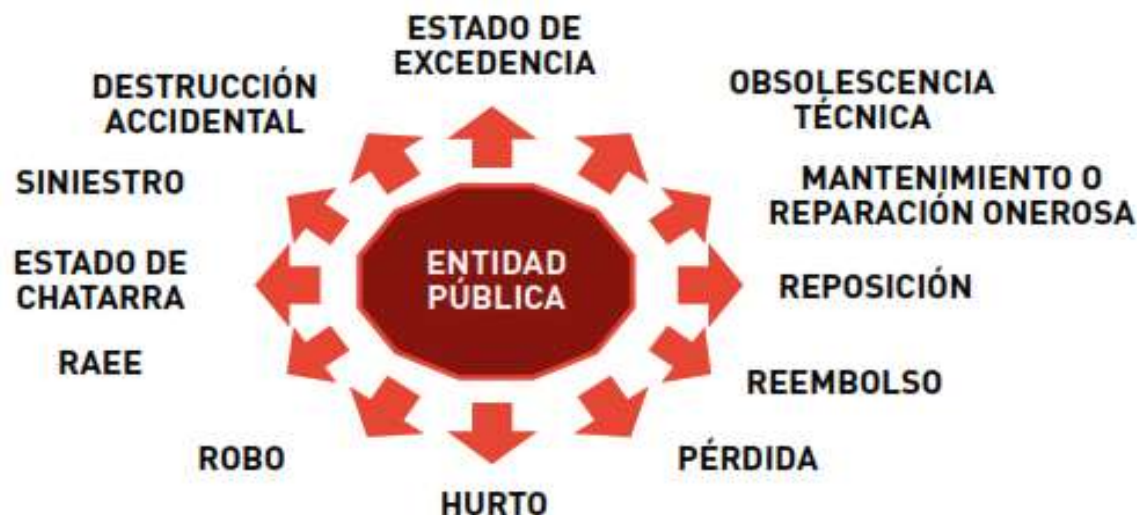 ESTADO DE
EXCEDENCIA
DESTRUCCIÓN
ACCIDENTAL
OBSOLESCENCIA
TÉCNICA
SINIESTRO
MANTENIMIENTO O
REPARACIÓN ONEROSA
ESTADO DE
CHATARRA
ENTIDAD
PÚBLICA
REPOSICIÓN
RAEE
REEMBOLSO
ROBO
PÉRDIDA
HURTO